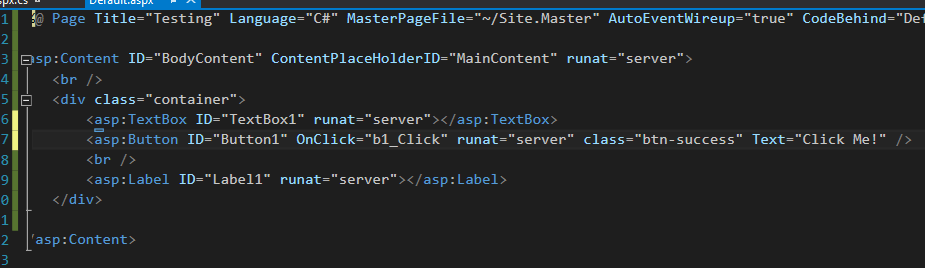 px.cs Default.aspx
1 @ Page Title="Testing" Language="C#" MasterPageFile="~/Site.Master" AutoEventWireup="true" CodeBehind="Def
2
3 asp:Content ID="BodyContent" ContentPlaceHolderID="MainContent" runat="server">
4 <br />
5 <div class="container">
6 <asp:TextBox ID="TextBox1" runat="server"></asp:TextBox>
7 <asp:Button ID="Button1" OnClick="b1_Click" runat="server" class="btn-success" Text="Click Me!" />
8 <br />
9 <asp:Label ID="Label1" runat="server"></asp:Label>
0 </div>
1
2 /asp:Content>
3